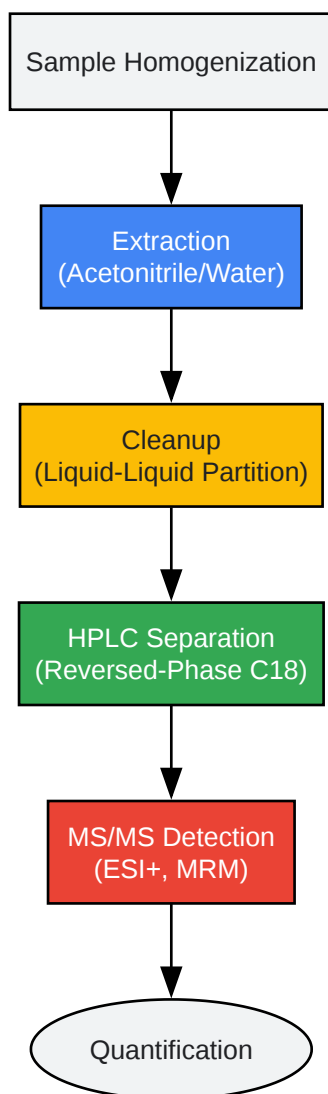 Sample Homogenization
Extraction
(Acetonitrile/Water)
Cleanup
(Liquid-Liquid Partition)
HPLC Separation
(Reversed-Phase C18)
MS/MS Detection
(ESI+, MRM)
Quantification